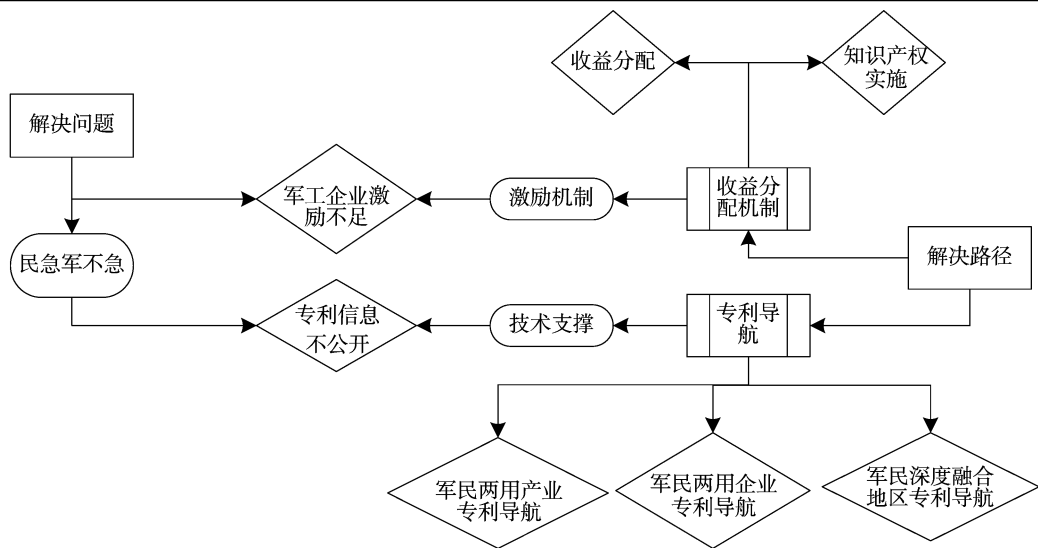 收益分配
知识产权
实施
解决问题
军工企业激
励不足
激励机制
收益分
配机制
民急军不急
解决路径
专利信息
不公开
技术支撑
专利导
航
军民两用产业
专利导航
军民两用企业
专利导航
军民深度融合
地区专利导航